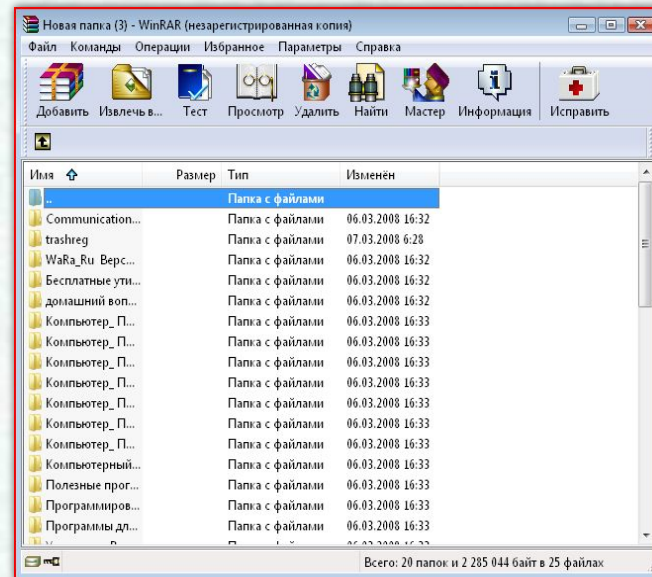 Новая папка (3) - WinRAR (незарегистрированная копия)
Файл Команды Операции Избранное Параметры Справка
Добавить Извлечь в... Тест Просмотр Удалить Найти Мастер Информация Исправить
Имя Размер Тип Изменён
.. Папка с файлами
Communication... Папка с файлами 06.03.2008 16:32
trashreg Папка с файлами 07.03.2008 6:28
WaRa_Ru Верс... Папка с файлами 06.03.2008 16:32
Бесплатные ути... Папка с файлами 06.03.2008 16:32
домашний воп... Папка с файлами 06.03.2008 16:32
Компьютер_ П... Папка с файлами 06.03.2008 16:33
Компьютер_ П... Папка с файлами 06.03.2008 16:33
Компьютер_ П... Папка с файлами 06.03.2008 16:33
Компьютер_ П... Папка с файлами 06.03.2008 16:33
Компьютер_ П... Папка с файлами 06.03.2008 16:33
Компьютер_ П... Папка с файлами 06.03.2008 16:33
Компьютер_ П... Папка с файлами 06.03.2008 16:33
Компьютерный... Папка с файлами 06.03.2008 16:33
Полезные прог... Папка с файлами 06.03.2008 16:33
Программиров... Папка с файлами 06.03.2008 16:33
Программы дл... Папка с файлами 06.03.2008 16:33
Всего: 20 папок и 2 285 044 байт в 25 файлах